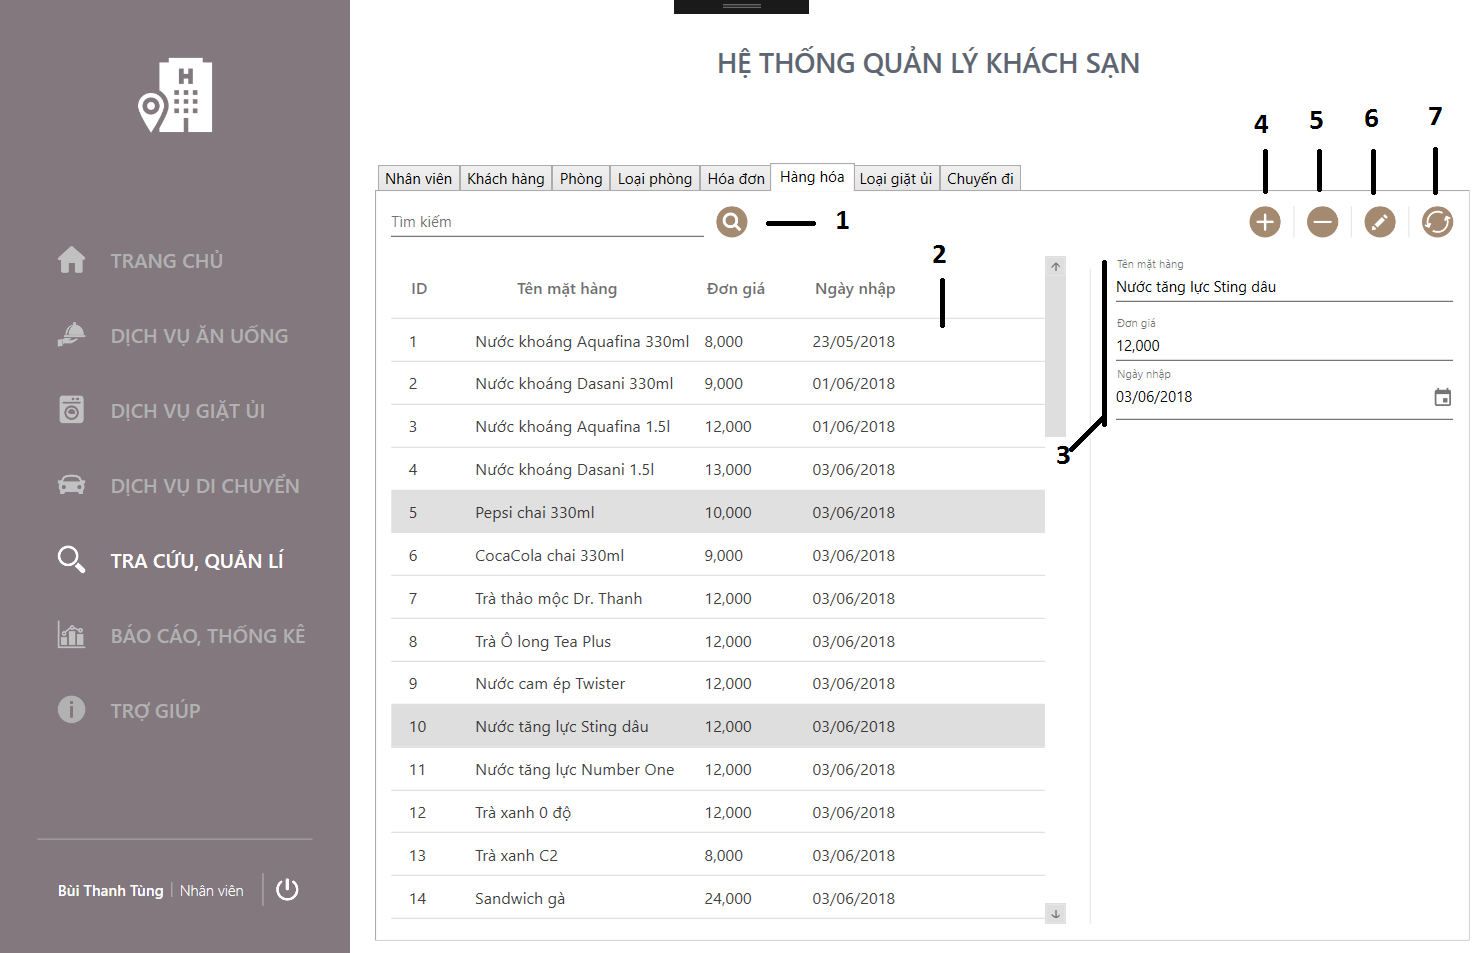 HỆ THỐNG QUẢN LÝ KHÁCH SẠN
H
TRANG CHỦ
DỊCH VỤ ĂN UỐNG
DỊCH VỤ GIẶT ỦI
DỊCH VỤ DI CHUYỂN
TRA CỨU, QUẢN LÍ
BÁO CÁO, THỐNG KÊ
TRỢ GIÚP
Bùi Thanh Tùng | Nhân viên
4 5 6 7
Nhân viên Khách hàng Phòng Loại phòng Hóa đơn Hàng hóa Loại giặt ủi Chuyến đi
Tìm kiếm
1
2
ID Tên mặt hàng Đơn giá Ngày nhập
1 Nước khoáng Aquafina 330ml 8,000 23/05/2018
2 Nước khoáng Dasani 330ml 9,000 01/06/2018
3 Nước khoáng Aquafina 1.5l 12,000 01/06/2018
4 Nước khoáng Dasani 1.5l 13,000 03/06/2018
5 Pepsi chai 330ml 10,000 03/06/2018
6 CocaCola chai 330ml 9,000 03/06/2018
7 Trà thảo mộc Dr. Thanh 12,000 03/06/2018
8 Trà Ô long Tea Plus 12,000 03/06/2018
9 Nước cam ép Twister 12,000 03/06/2018
10 Nước tăng lực Sting dâu 12,000 03/06/2018
11 Nước tăng lực Number One 12,000 03/06/2018
12 Trà xanh 0 độ 12,000 03/06/2018
13 Trà xanh C2 8,000 03/06/2018
14 Sandwich gà 24,000 03/06/2018
Tên mặt hàng
Nước tăng lực Sting dâu
Đơn giá
12,000
Ngày nhập
03/06/2018
3